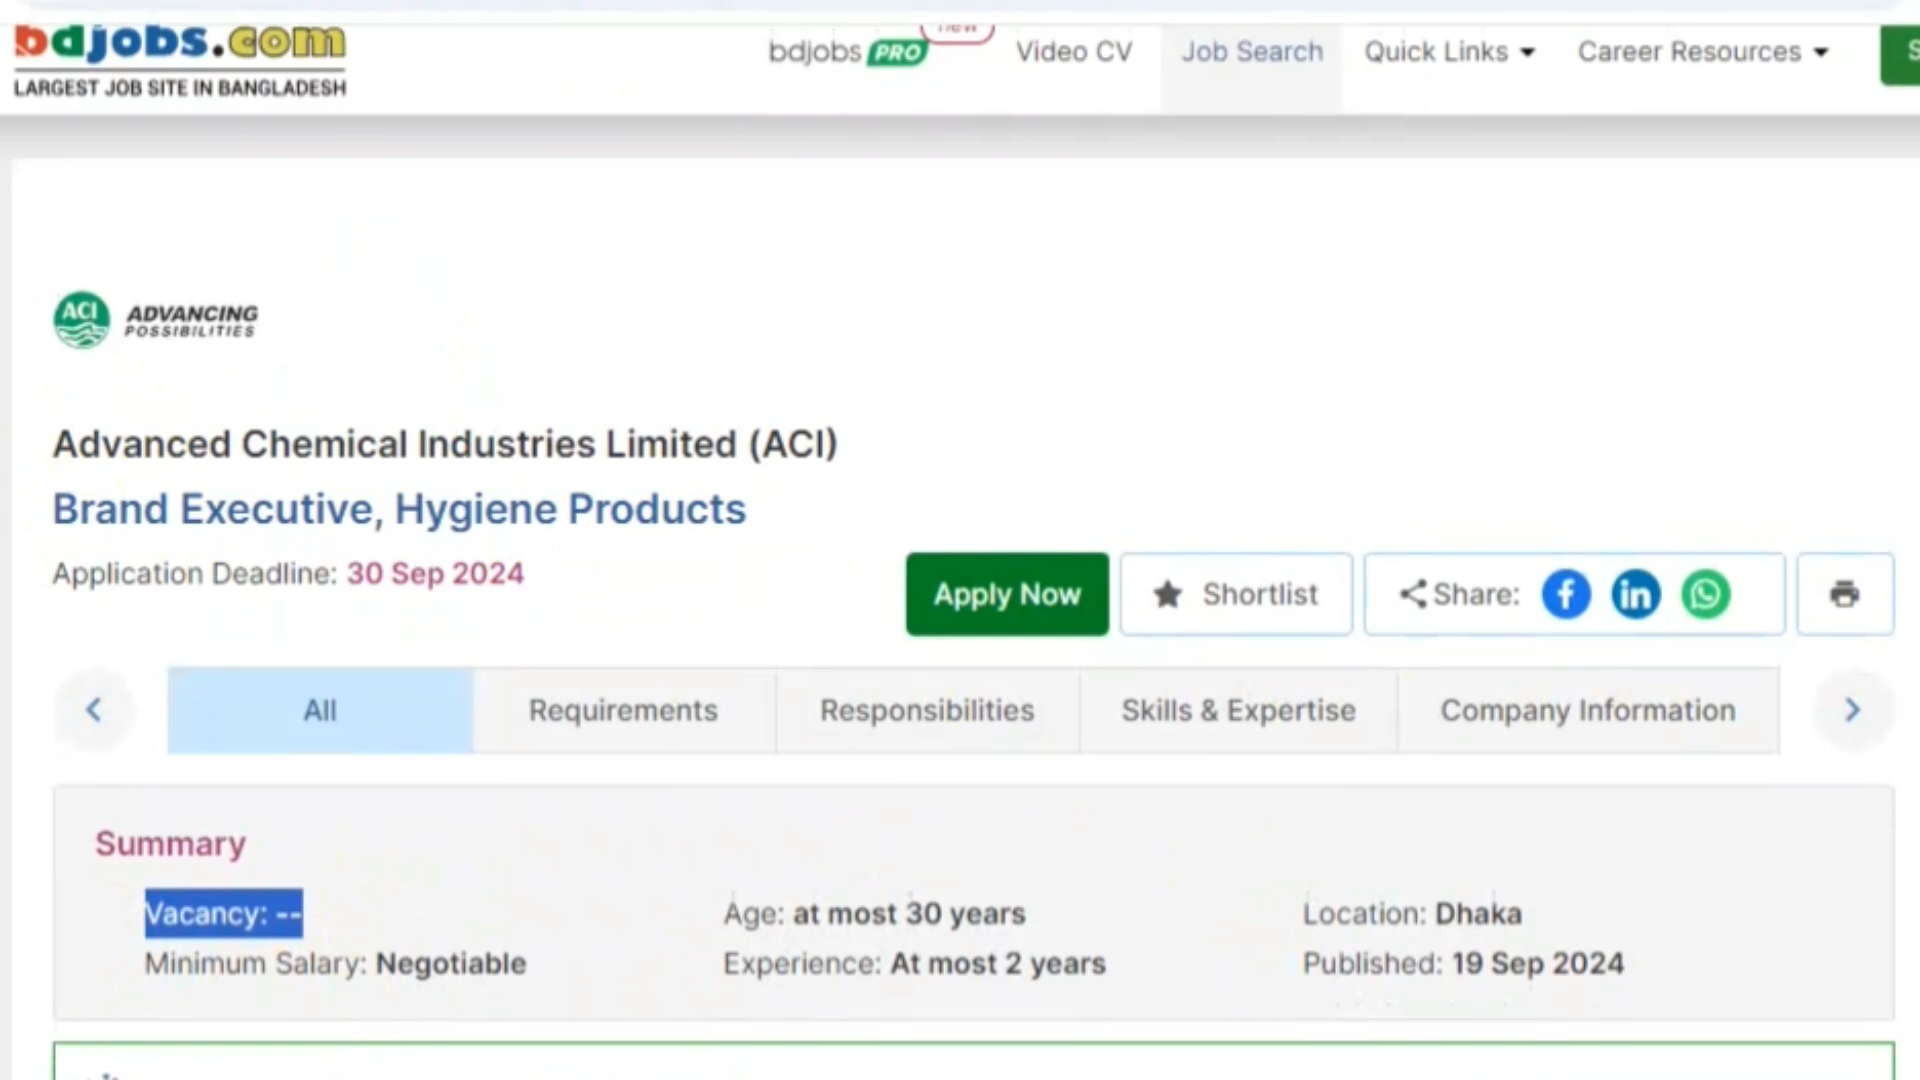 bdjobs.com
LARGEST JOB SITE IN BANGLADESH
bdjobs PRO new Video CV Job Search Quick Links Career Resources
ACI ADVANCING
POSSIBILITIES
Advanced Chemical Industries Limited (ACI)
Brand Executive, Hygiene Products
Application Deadline: 30 Sep 2024
Apply Now Shortlist Share: f in
All Requirements Responsibilities Skills & Expertise Company Information
Summary
Vacancy: -- Age: at most 30 years Location: Dhaka
Minimum Salary: Negotiable Experience: At most 2 years Published: 19 Sep 2024